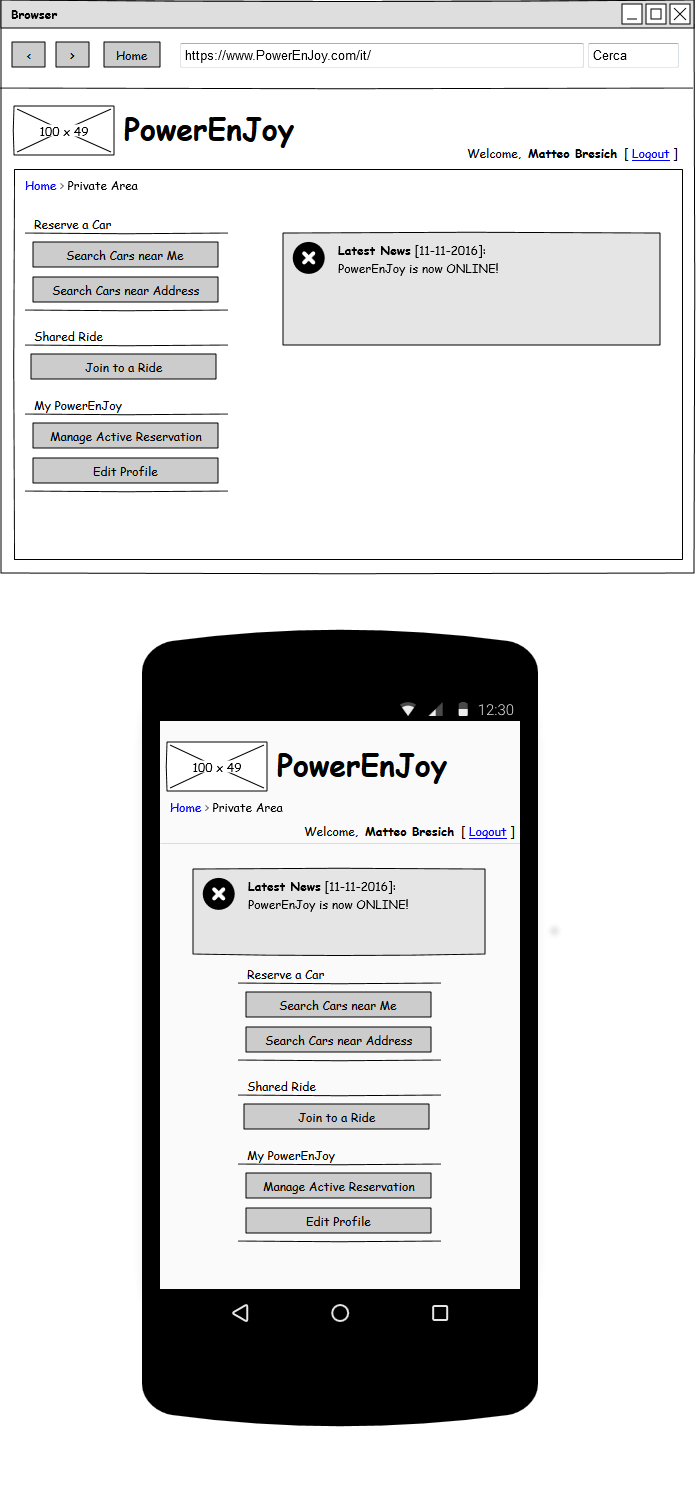 Browser
‹ › Home https://www.PowerEnJoy.com/it/ Cerca
100 x 49 PowerEnJoy
Welcome, Matteo Bresich [ Logout ]
Home › Private Area
Reserve a Car
Search Cars near Me
Search Cars near Address
Shared Ride
Join to a Ride
My PowerEnJoy
Manage Active Reservation
Edit Profile
Latest News [11-11-2016]:
PowerEnJoy is now ONLINE!
12:30
100 x 49 PowerEnJoy
Home › Private Area
Welcome, Matteo Bresich [ Logout ]
Latest News [11-11-2016]:
PowerEnJoy is now ONLINE!
Reserve a Car
Search Cars near Me
Search Cars near Address
Shared Ride
Join to a Ride
My PowerEnJoy
Manage Active Reservation
Edit Profile